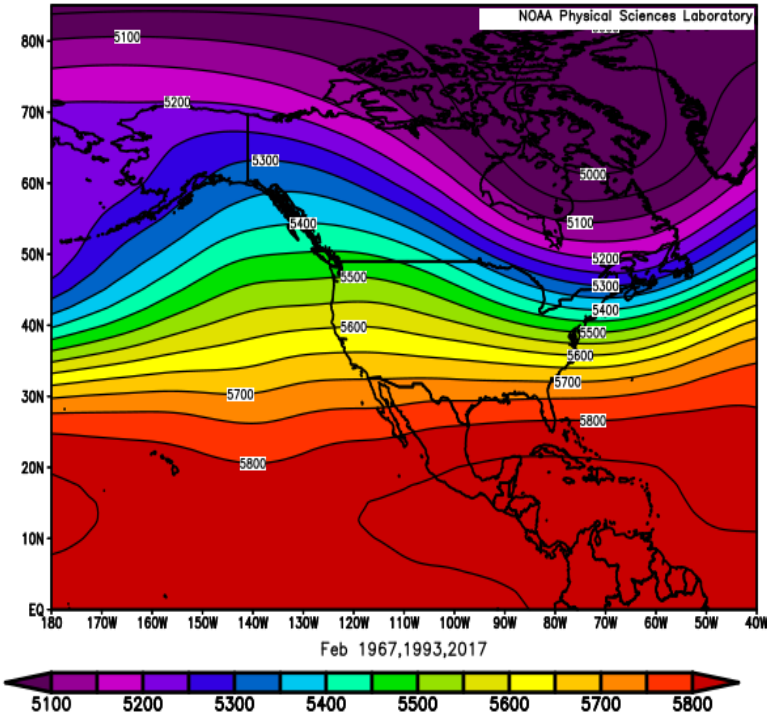 NOAA Physical Sciences Laboratory
80N
5100
70N
5200
5300
60N
5000
5400
5100
50N
5200
5500
5300
5400
40N
5600
5500
5600
30N
5700
5700
5800
20N
5800
10N
EQ
180 170W 160W 150W 140W 130W 120W 110W 100W 90W 80W 70W 60W 50W 40W
Feb 1967,1993,2017
5100 5200 5300 5400 5500 5600 5700 5800